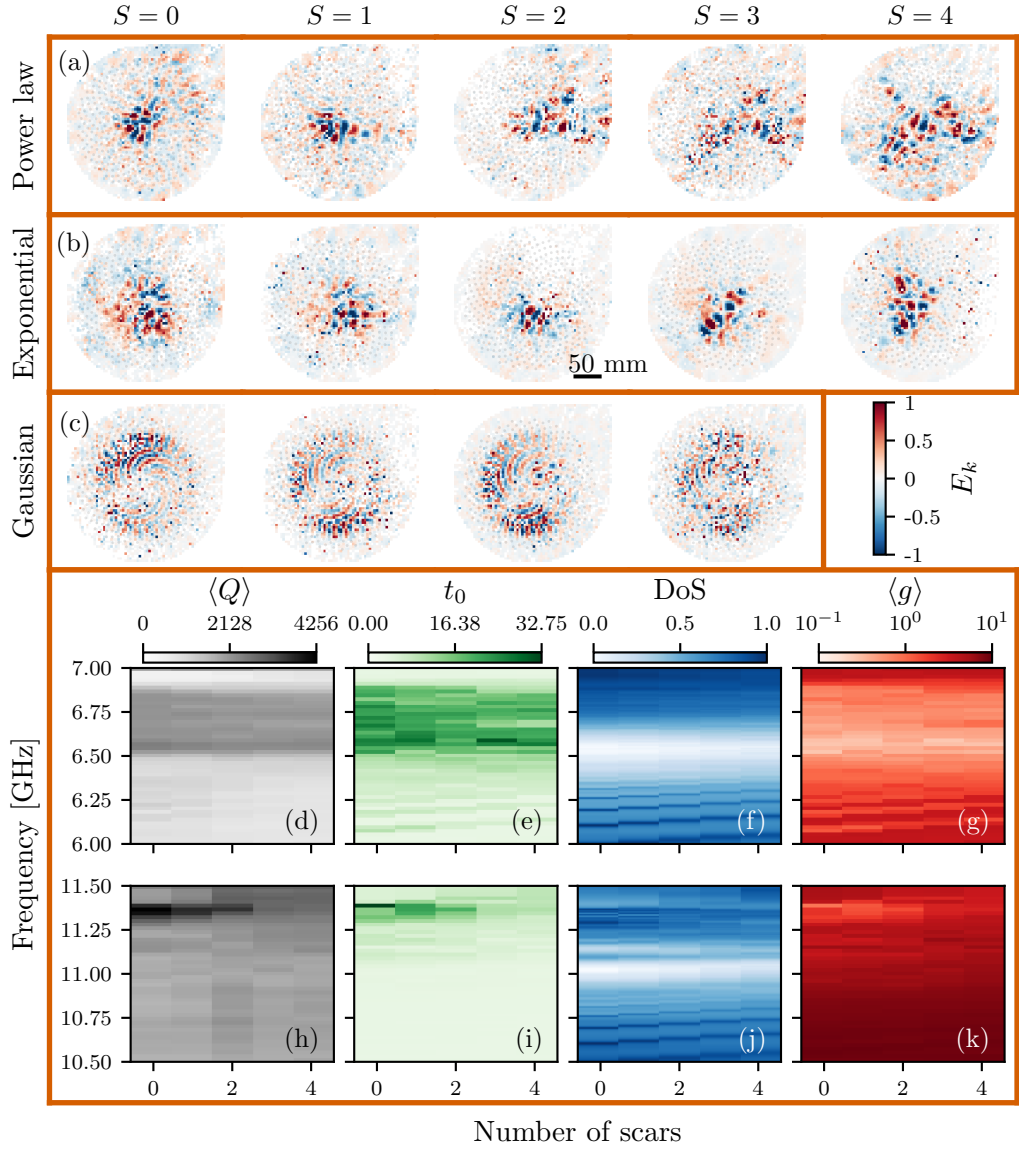 S = 0 S = 1 S = 2 S = 3 S = 4
Power law
(a)
Exponential
(b)
50 mm
Gaussian
(c)
1
0.5
0
-0.5
-1
E_k
⟨Q⟩ t_0 DoS ⟨g⟩
0 2128 4256 0.00 16.38 32.75 0.0 0.5 1.0 10^{-1} 10^0 10^1
Frequency [GHz]
7.00
6.75
6.50
6.25
6.00
(d) (e) (f) (g)
11.50
11.25
11.00
10.75
10.50
(h) (i) (j) (k)
0 2 4 0 2 4 0 2 4 0 2 4
Number of scars